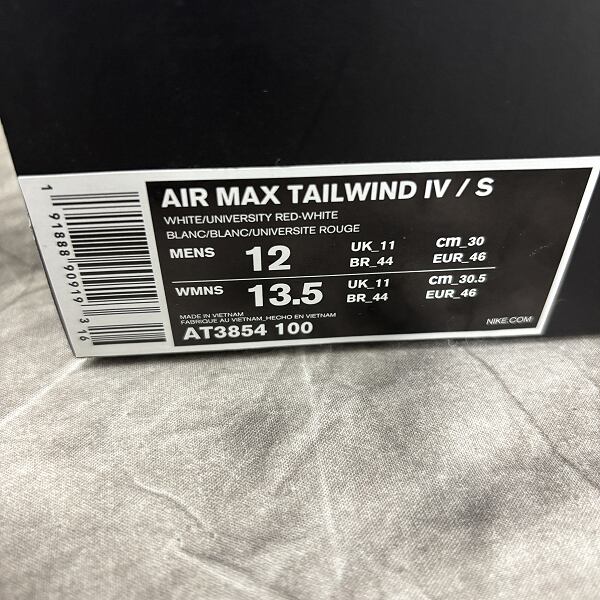 AIR MAX TAILWIND IV / S
WHITE/UNIVERSITY RED-WHITE
BLANC/BLANC/UNIVERSITE ROUGE
MENS 12 UK_11 cm_30
BR_44 EUR_46
WMNS 13.5 UK_11 cm_30.5
BR_44 EUR_46
MADE IN VIETNAM
FABRIQUE AU VIETNAM_HECHO EN VIETNAM
AT3854 100
NIKE.COM
1 91888 90919 3 16